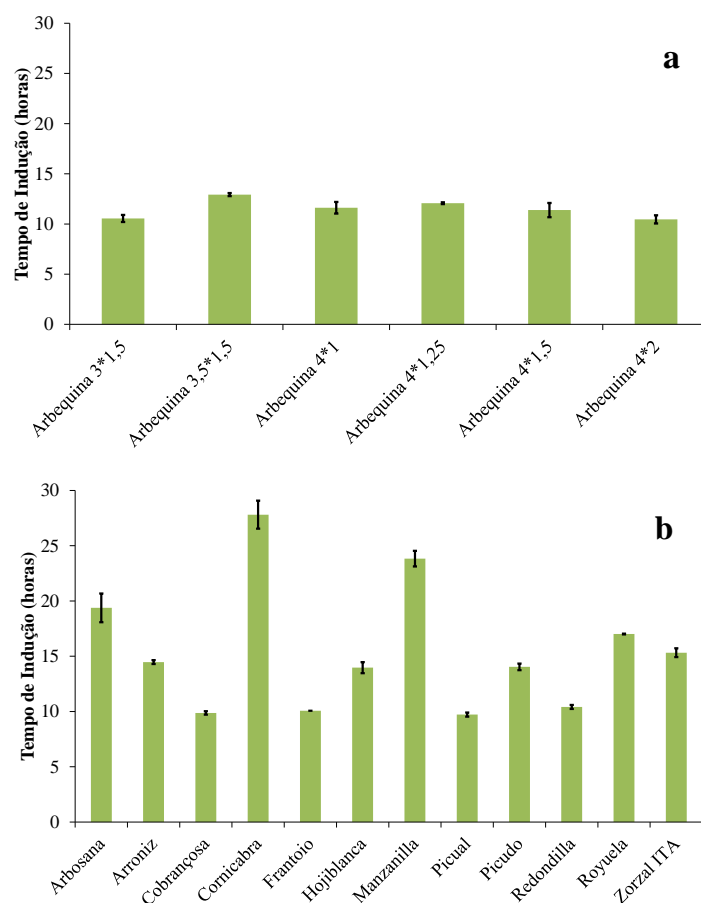 a
Tempo de Indução (horas)
30
25
20
15
10
5
0
Arbequina 3*1,5
Arbequina 3,5*1,5
Arbequina 4*1
Arbequina 4*1,25
Arbequina 4*1,5
Arbequina 4*2
b
Tempo de Indução (horas)
30
25
20
15
10
5
0
Arbosana
Arroniz
Cobrançosa
Cornicabra
Frantoio
Hojiblanca
Manzanilla
Picual
Picudo
Redondilla
Royuela
Zorzal ITA